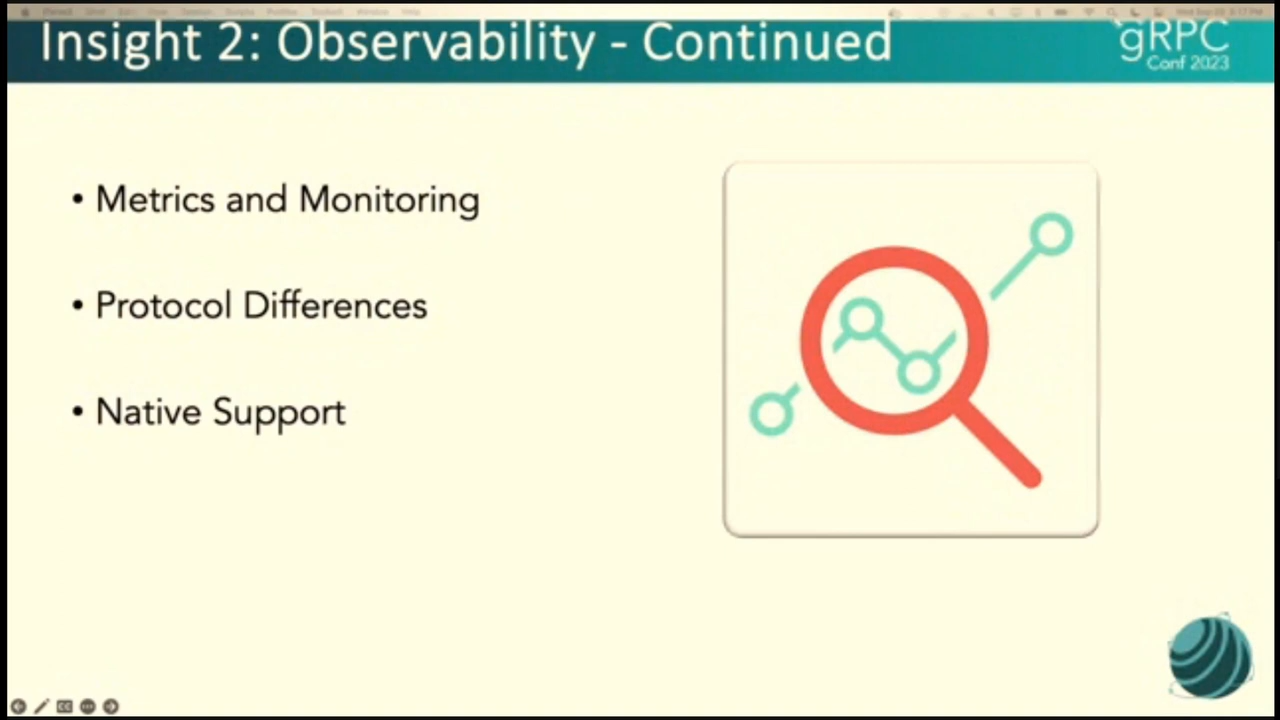 Insight 2: Observability - Continued
gRPC
Conf 2023
• Metrics and Monitoring
• Protocol Differences
• Native Support